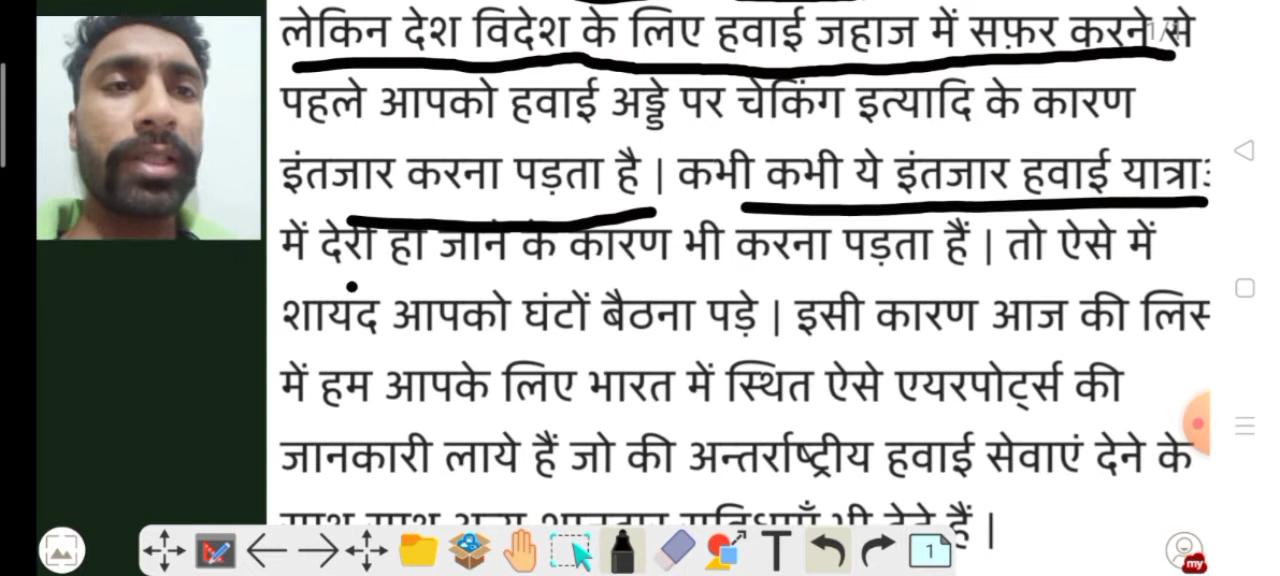 लेकिन देश विदेश के लिए हवाई जहाज में सफ़र करने से
पहले आपको हवाई अड्डे पर चेकिंग इत्यादि के कारण
इंतजार करना पड़ता है | कभी कभी ये इंतजार हवाई
में देरी हो जाने के कारण भी करना पड़ता हैं | तो ऐसे में
शायद आपको घंटों बैठना पड़े | इसी कारण आज की
में हम आपके लिए भारत में स्थित ऐसे एयरपोर्ट्स की
जानकारी लाये हैं जो की अन्तर्राष्ट्रीय हवाई सेवाएं देने के
हैं |
T 1 my